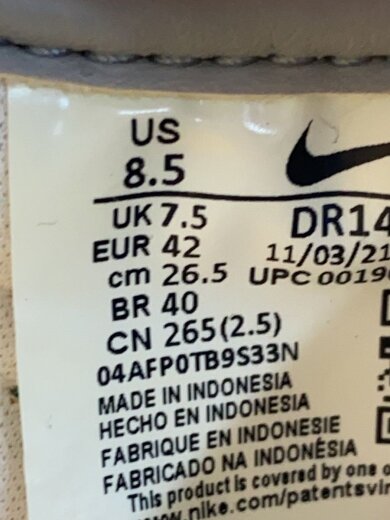 US
8.5
UK 7.5 DR14
EUR 42 11/03/21
cm 26.5 UPC 0019
BR 40
CN 265(2.5)
04AFP0TB9S33N
MADE IN INDONESIA
HECHO EN INDONESIA
FABRIQUE EN INDONESIE
FABRICADO NA INDONÉSIA
This product is covered by one o
www.nike.com/patentsvir